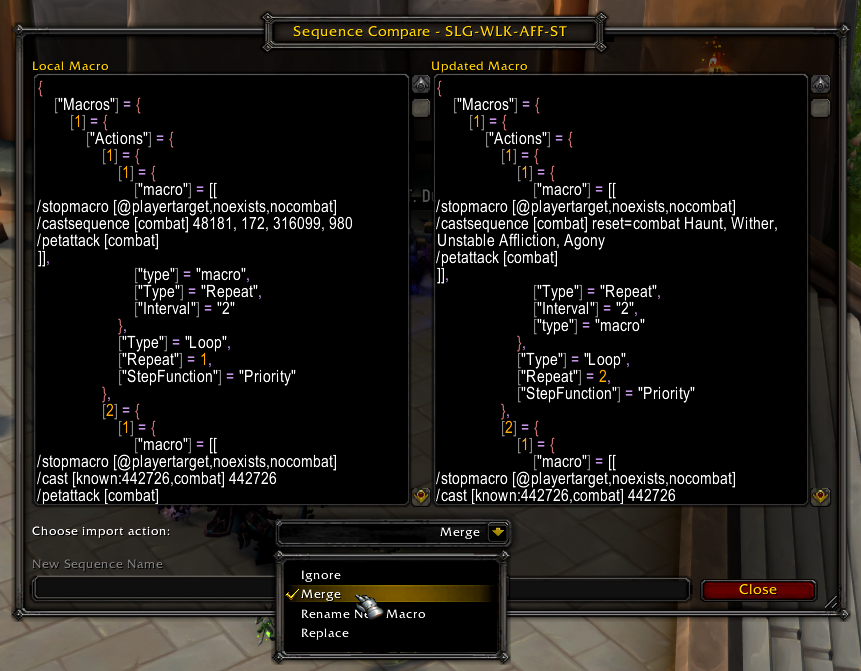 Sequence Compare - SLG-WLK-AFF-ST
Local Macro
{
["Macros"] = {
[1] = {
["Actions"] = {
[1] = {
[1] = {
["macro"] = [[
/stopmacro [@playertarget,noexists,nocombat]
/castsequence [combat] 48181, 172, 316099, 980
/petattack [combat]
]],
["type"] = "macro",
["Type"] = "Repeat",
["Interval"] = "2"
},
["Type"] = "Loop",
["Repeat"] = 1,
["StepFunction"] = "Priority"
},
[2] = {
[1] = {
["macro"] = [[
/stopmacro [@playertarget,noexists,nocombat]
/cast [known:442726,combat] 442726
/petattack [combat]
Updated Macro
{
["Macros"] = {
[1] = {
["Actions"] = {
[1] = {
[1] = {
["macro"] = [[
/stopmacro [@playertarget,noexists,nocombat]
/castsequence [combat] reset=combat Haunt, Wither,
Unstable Affliction, Agony
/petattack [combat]
]],
["Type"] = "Repeat",
["Interval"] = "2",
["type"] = "macro"
},
["Type"] = "Loop",
["Repeat"] = 2,
["StepFunction"] = "Priority"
},
[2] = {
[1] = {
["macro"] = [[
/stopmacro [@playertarget,noexists,nocombat]
/cast [known:442726,combat] 442726
Choose import action:
Merge
New Sequence Name
Ignore
Merge
Rename Macro
Replace
Close